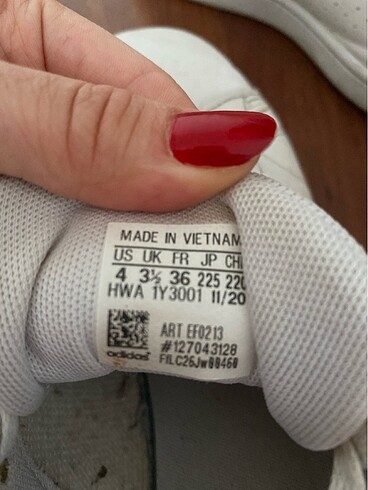 MADE IN VIETNAM
US UK FR JP CH
4 3½ 36 225 220
HWA 1Y3001 11/20
ART EF0213
#127043128
adidas